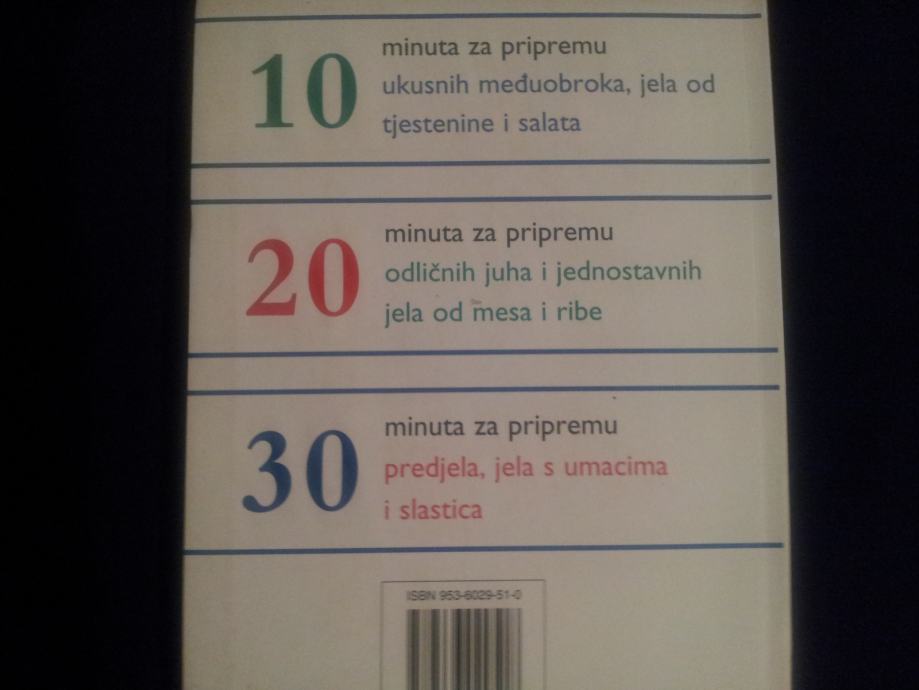 10
minuta za pripremu
ukusnih međuobroka, jela od
tjestenine i salata
20
minuta za pripremu
odličnih juha i jednostavnih
jela od mesa i ribe
30
minuta za pripremu
predjela, jela s umacima
i slastica
ISBN 953-6029-51-0